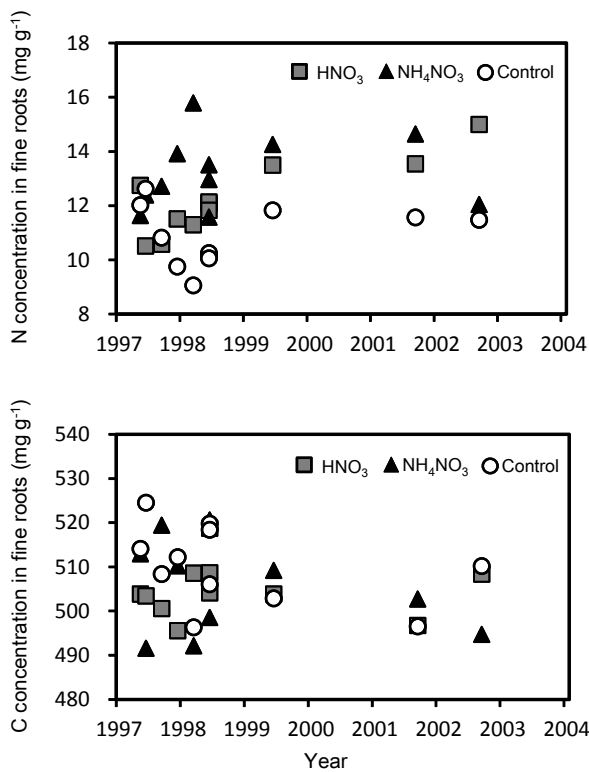 N concentration in fine roots (mg g-1)
18
16
14
12
10
8
HNO3 NH4NO3 Control
1997 1998 1999 2000 2001 2002 2003 2004
C concentration in fine roots (mg g-1)
540
530
520
510
500
490
480
HNO3 NH4NO3 Control
1997 1998 1999 2000 2001 2002 2003 2004
Year